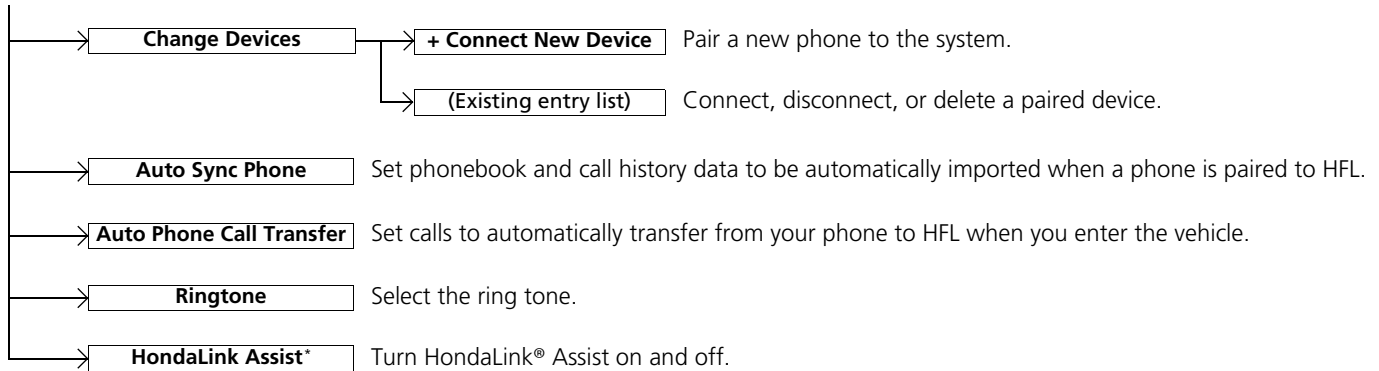 Change Devices + Connect New Device Pair a new phone to the system.
(Existing entry list) Connect, disconnect, or delete a paired device.
Auto Sync Phone Set phonebook and call history data to be automatically imported when a phone is paired to HFL.
Auto Phone Call Transfer Set calls to automatically transfer from your phone to HFL when you enter the vehicle.
Ringtone Select the ring tone.
HondaLink Assist* Turn HondaLink® Assist on and off.